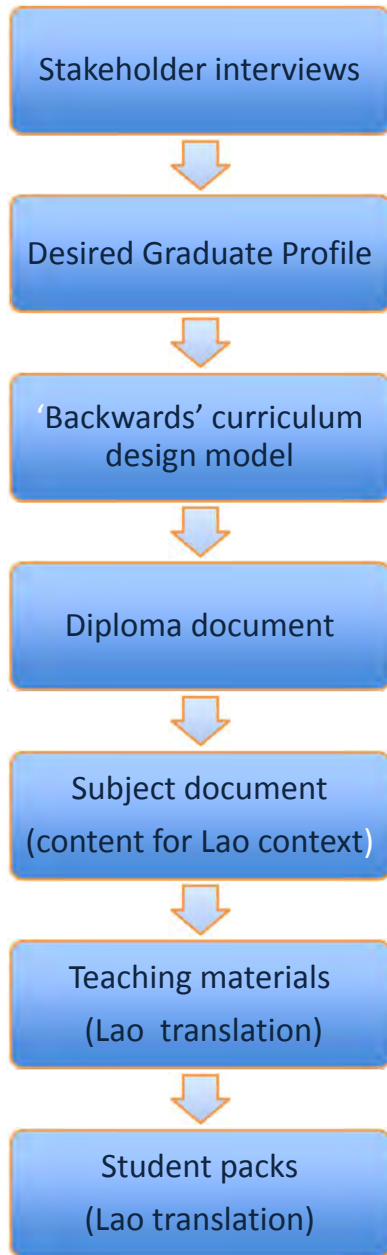 Stakeholder interviews
Desired Graduate Profile
‘Backwards’ curriculum
design model
Diploma document
Subject document
(content for Lao context)
Teaching materials
(Lao translation)
Student packs
(Lao translation)